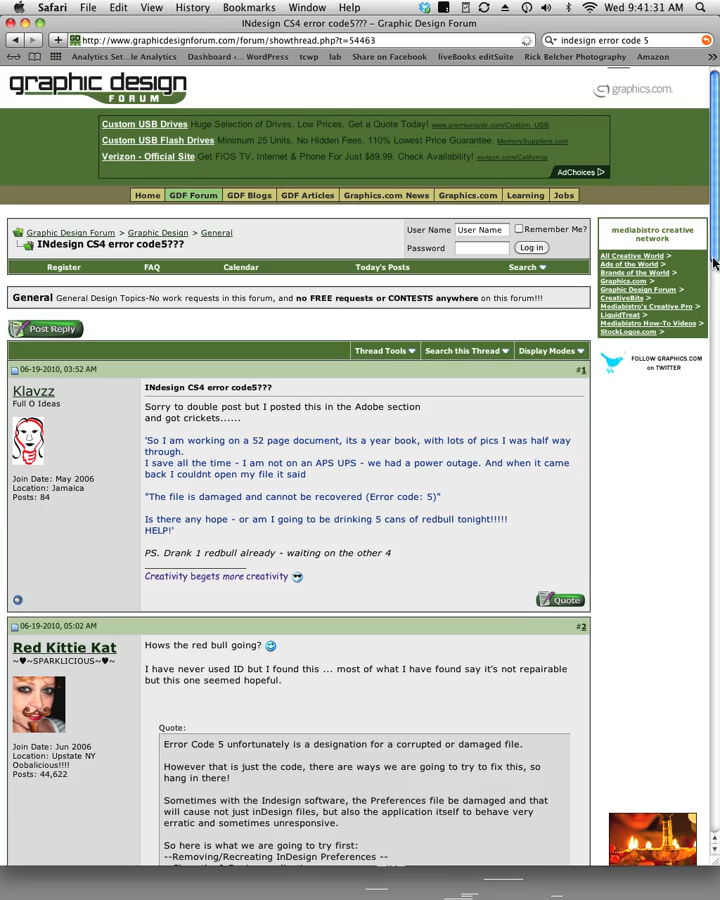 Safari File Edit View History Bookmarks Window Help Wed 9:41:31 AM
INdesign CS4 error code5??? – Graphic Design Forum
http://www.graphicdesignforum.com/forum/showthread.php?t=54463 indesign error code 5
Analytics Set...le Analytics Dashboard ‹... WordPress tcwp lab Share on Facebook liveBooks editSuite Rick Belcher Photography Amazon
graphic design
FORUM
graphics.com
Custom USB Drives Huge Selection of Drives, Low Prices, Get a Quote Today! www.premiumusb.com/Custom_USB
Custom USB Flash Drives Minimum 25 Units. No Hidden Fees. 110% Lowest Price Guarantee. MemorySuppliers.com
Verizon - Official Site Get FiOS TV, Internet & Phone For Just $89.99. Check Availability! verizon.com/California
AdChoices
Home GDF Forum GDF Blogs GDF Articles Graphics.com News Graphics.com Learning Jobs
Graphic Design Forum > Graphic Design > General
INdesign CS4 error code5???
User Name User Name Remember Me?
Password Log in
Register FAQ Calendar Today's Posts Search
General General Design Topics-No work requests in this forum, and no FREE requests or CONTESTS anywhere on this forum!!!
mediabistro creative
network
All Creative World >
Ads of the World >
Brands of the World >
Graphics.com >
Graphic Design Forum >
CreativeBits >
Mediabistro's Creative Pro >
LiquidTreat >
Mediabistro How-To Videos >
StockLogos.com >
FOLLOW GRAPHICS.COM
on TWITTER
Post Reply
Thread Tools Search this Thread Display Modes
06-19-2010, 03:52 AM #1
Klavzz
Full O Ideas
Join Date: May 2006
Location: Jamaica
Posts: 84
INdesign CS4 error code5???
Sorry to double post but I posted this in the Adobe section
and got crickets......
'So I am working on a 52 page document, its a year book, with lots of pics I was half way
through.
I save all the time - I am not on an APS UPS - we had a power outage. And when it came
back I couldnt open my file it said
"The file is damaged and cannot be recovered (Error code: 5)"
Is there any hope - or am I going to be drinking 5 cans of redbull tonight!!!!!
HELP!'
PS. Drank 1 redbull already - waiting on the other 4
Creativity begets more creativity
Quote
06-19-2010, 05:02 AM #2
Red Kittie Kat
~♥~SPARKLICIOUS~♥~
Join Date: Jun 2006
Location: Upstate NY
Oobalicious!!!!
Posts: 44,622
Hows the red bull going?
I have never used ID but I found this ... most of what I have found say it's not repairable
but this one seemed hopeful.
Quote:
Error Code 5 unfortunately is a designation for a corrupted or damaged file.
However that is just the code, there are ways we are going to try to fix this, so
hang in there!
Sometimes with the Indesign software, the Preferences file be damaged and that
will cause not just inDesign files, but also the application itself to behave very
erratic and sometimes unresponsive.
So here is what we are going to try first:
--Removing/Recreating InDesign Preferences --